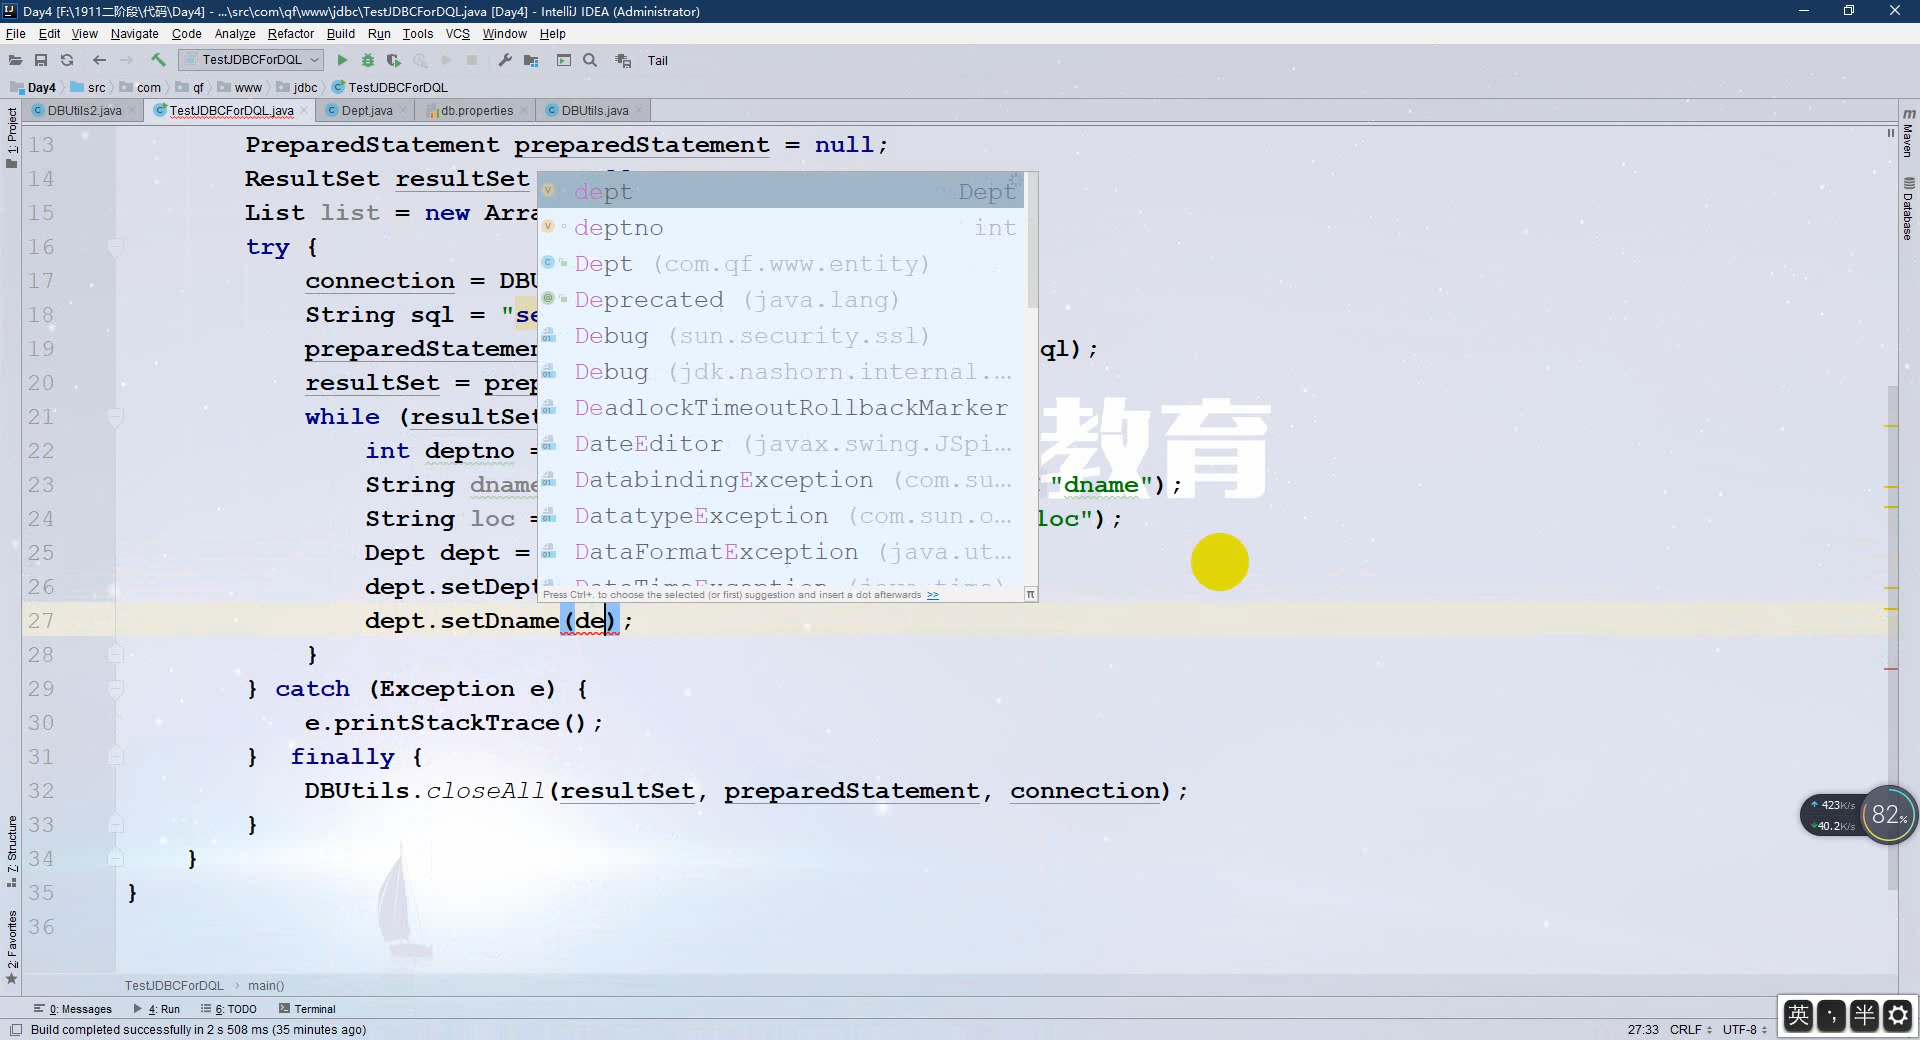 Day4 [F:\1911二阶段\代码\Day4] - ...\src\com\qf\www\jdbc\TestJDBCForDQL.java [Day4] - IntelliJ IDEA (Administrator)
File Edit View Navigate Code Analyze Refactor Build Run Tools VCS Window Help
TestJDBCForDQL Tail
Day4 src com qf www jdbc TestJDBCForDQL
DBUtils2.java TestJDBCForDQL.java Dept.java db.properties DBUtils.java
1: Project
7: Structure
2: Favorites
Maven
Database
13 PreparedStatement preparedStatement = null;
14 ResultSet resultSet
15 List list = new Arra
16 try {
17 connection = DBU
18 String sql = "se
19 preparedStatemen ql);
20 resultSet = prep
21 while (resultSet
22 int deptno =
23 String dname "dname");
24 String loc = loc");
25 Dept dept =
26 dept.setDept
27 dept.setDname(de);
28 }
29 } catch (Exception e) {
30 e.printStackTrace();
31 } finally {
32 DBUtils.closeAll(resultSet, preparedStatement, connection);
33 }
34 }
35 }
36
dept Dept
deptno int
Dept (com.qf.www.entity)
Deprecated (java.lang)
Debug (sun.security.ssl)
Debug (jdk.nashorn.internal....
DeadlockTimeoutRollbackMarker
DateEditor (javax.swing.JSpi...
DatabindingException (com.su...
DatatypeException (com.sun.o...
DataFormatException (java.ut...
DateTimeException (java.time)
Press Ctrl+. to choose the selected (or first) suggestion and insert a dot afterwards >>
π
教育
423K/s
40.2K/s
82%
TestJDBCForDQL › main()
0: Messages 4: Run 6: TODO Terminal
Build completed successfully in 2 s 508 ms (35 minutes ago)
27:33 CRLF UTF-8
英 半